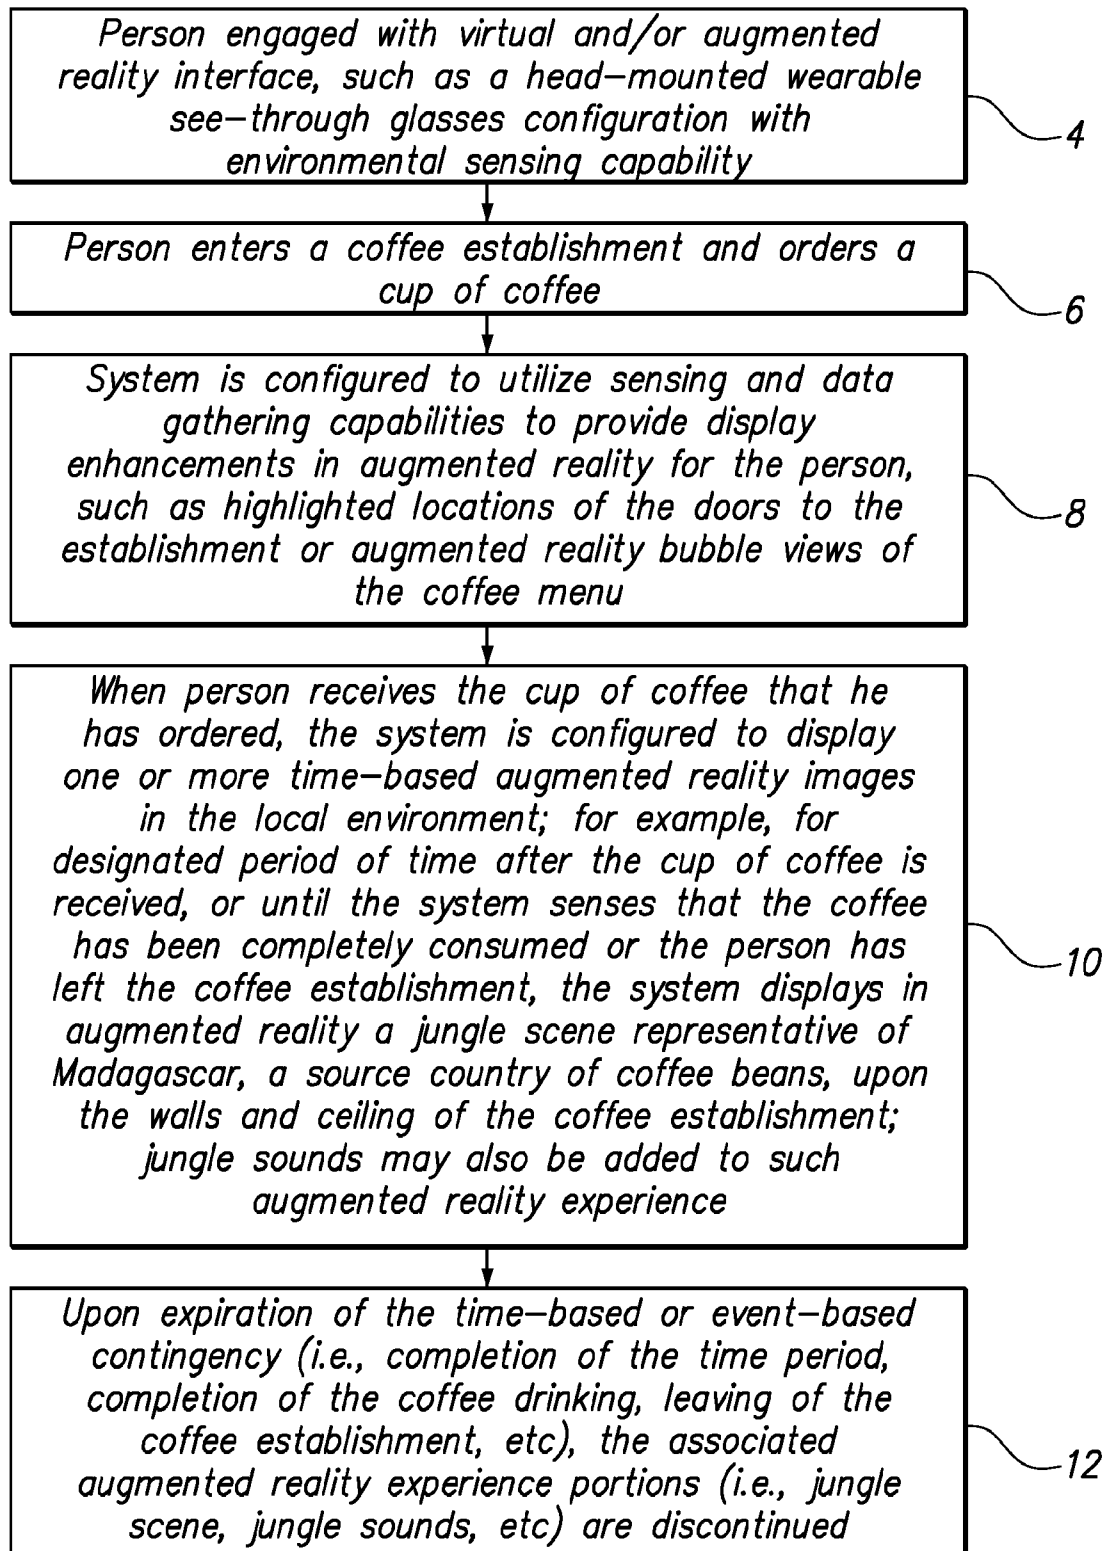 Person engaged with virtual and/or augmented
reality interface, such as a head-mounted wearable
see-through glasses configuration with
environmental sensing capability
4
Person enters a coffee establishment and orders a
cup of coffee
6
System is configured to utilize sensing and data
gathering capabilities to provide display
enhancements in augmented reality for the person,
such as highlighted locations of the doors to the
establishment or augmented reality bubble views of
the coffee menu
8
When person receives the cup of coffee that he
has ordered, the system is configured to display
one or more time-based augmented reality images
in the local environment; for example, for
designated period of time after the cup of coffee is
received, or until the system senses that the coffee
has been completely consumed or the person has
left the coffee establishment, the system displays in
augmented reality a jungle scene representative of
Madagascar, a source country of coffee beans, upon
the walls and ceiling of the coffee establishment;
jungle sounds may also be added to such
augmented reality experience
10
Upon expiration of the time-based or event-based
contingency (i.e., completion of the time period,
completion of the coffee drinking, leaving of the
coffee establishment, etc), the associated
augmented reality experience portions (i.e., jungle
scene, jungle sounds, etc) are discontinued
12